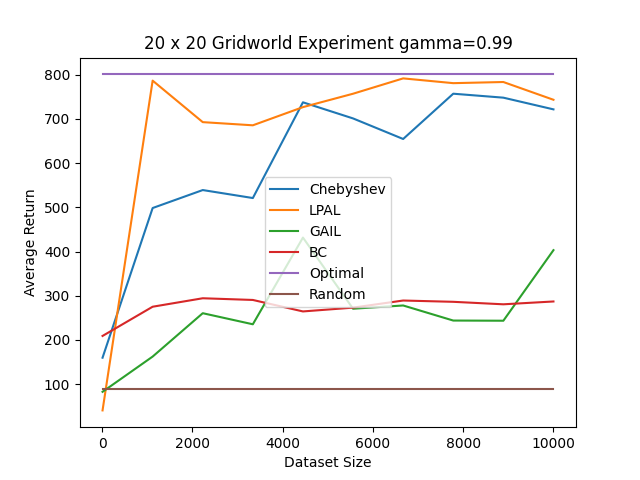 20 x 20 Gridworld Experiment gamma=0.99
800
700
600
500
400
300
200
100
Average Return
Chebyshev
LPAL
GAIL
BC
Optimal
Random
0 2000 4000 6000 8000 10000
Dataset Size